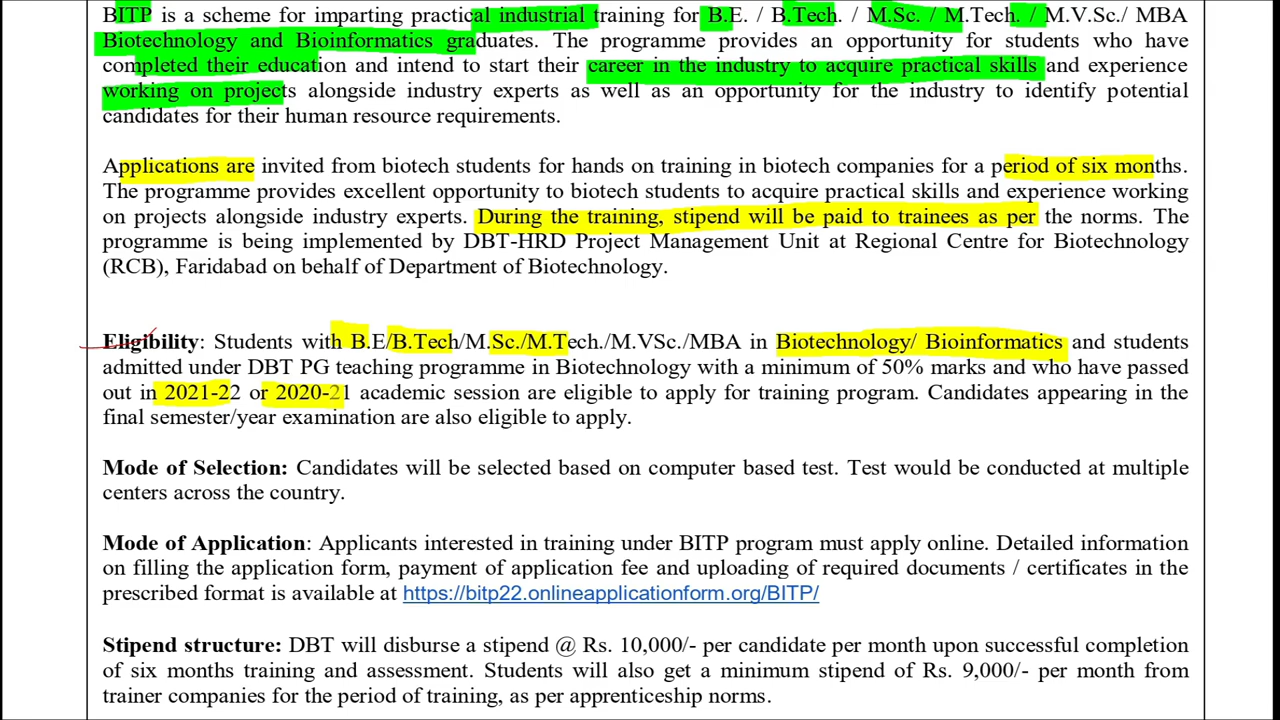 BITP is a scheme for imparting practical industrial training for B.E. / B.Tech. / M.Sc. / M.Tech. / M.V.Sc./ MBA
Biotechnology and Bioinformatics graduates. The programme provides an opportunity for students who have
completed their education and intend to start their career in the industry to acquire practical skills and experience
working on projects alongside industry experts as well as an opportunity for the industry to identify potential
candidates for their human resource requirements.
Applications are invited from biotech students for hands on training in biotech companies for a period of six months.
The programme provides excellent opportunity to biotech students to acquire practical skills and experience working
on projects alongside industry experts. During the training, stipend will be paid to trainees as per the norms. The
programme is being implemented by DBT-HRD Project Management Unit at Regional Centre for Biotechnology
(RCB), Faridabad on behalf of Department of Biotechnology.
Eligibility: Students with B.E/B.Tech/M.Sc./M.Tech./M.VSc./MBA in Biotechnology/ Bioinformatics and students
admitted under DBT PG teaching programme in Biotechnology with a minimum of 50% marks and who have passed
out in 2021-22 or 2020-21 academic session are eligible to apply for training program. Candidates appearing in the
final semester/year examination are also eligible to apply.
Mode of Selection: Candidates will be selected based on computer based test. Test would be conducted at multiple
centers across the country.
Mode of Application: Applicants interested in training under BITP program must apply online. Detailed information
on filling the application form, payment of application fee and uploading of required documents / certificates in the
prescribed format is available at https://bitp22.onlineapplicationform.org/BITP/
Stipend structure: DBT will disburse a stipend @ Rs. 10,000/- per candidate per month upon successful completion
of six months training and assessment. Students will also get a minimum stipend of Rs. 9,000/- per month from
trainer companies for the period of training, as per apprenticeship norms.